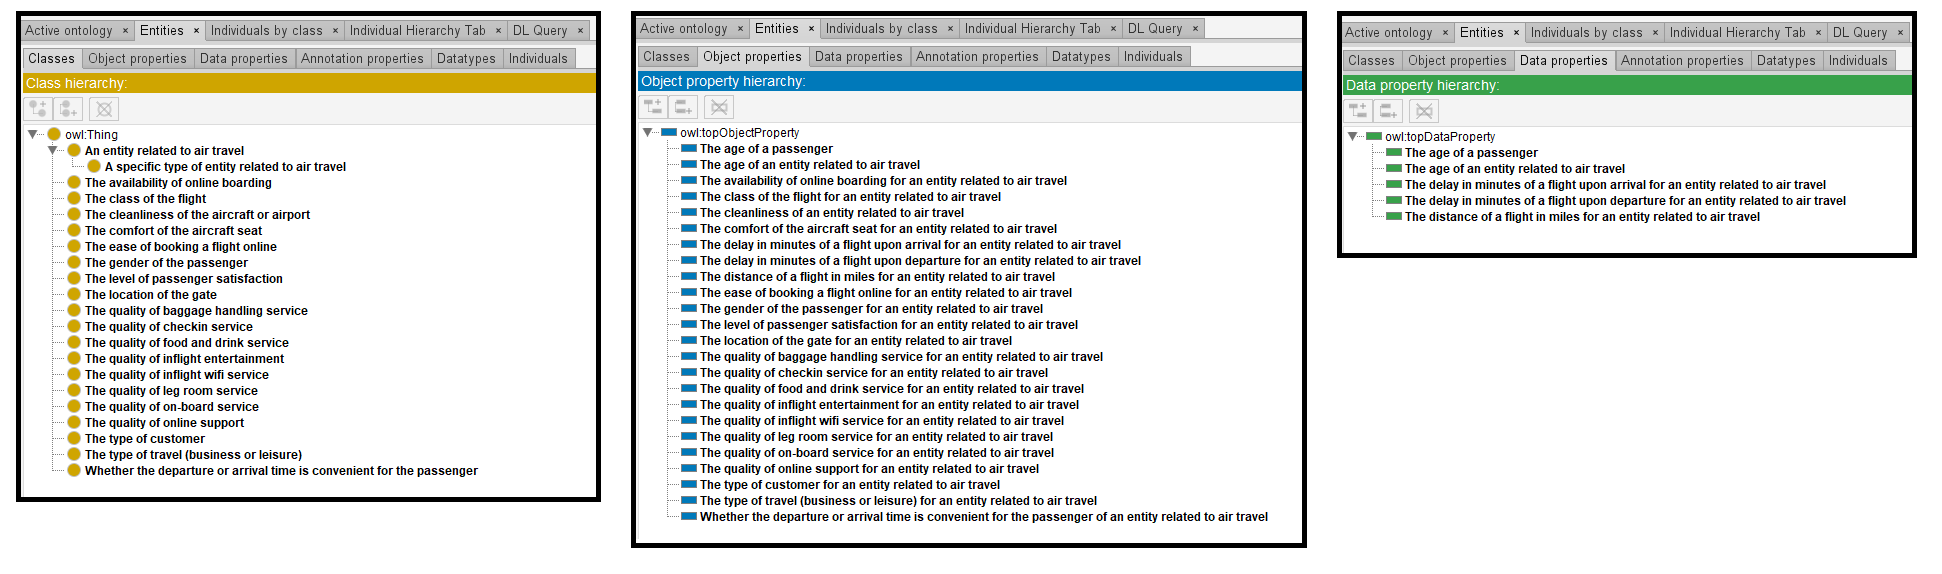 Active ontology × Entities × Individuals by class × Individual Hierarchy Tab × DL Query ×
Classes Object properties Data properties Annotation properties Datatypes Individuals
Class hierarchy:
owl:Thing
An entity related to air travel
A specific type of entity related to air travel
The availability of online boarding
The class of the flight
The cleanliness of the aircraft or airport
The comfort of the aircraft seat
The ease of booking a flight online
The gender of the passenger
The level of passenger satisfaction
The location of the gate
The quality of baggage handling service
The quality of checkin service
The quality of food and drink service
The quality of inflight entertainment
The quality of inflight wifi service
The quality of leg room service
The quality of on-board service
The quality of online support
The type of customer
The type of travel (business or leisure)
Whether the departure or arrival time is convenient for the passenger
Active ontology × Entities × Individuals by class × Individual Hierarchy Tab × DL Query ×
Classes Object properties Data properties Annotation properties Datatypes Individuals
Object property hierarchy:
owl:topObjectProperty
The age of a passenger
The age of an entity related to air travel
The availability of online boarding for an entity related to air travel
The class of the flight for an entity related to air travel
The cleanliness of an entity related to air travel
The comfort of the aircraft seat for an entity related to air travel
The delay in minutes of a flight upon arrival for an entity related to air travel
The delay in minutes of a flight upon departure for an entity related to air travel
The distance of a flight in miles for an entity related to air travel
The ease of booking a flight online for an entity related to air travel
The gender of the passenger for an entity related to air travel
The level of passenger satisfaction for an entity related to air travel
The location of the gate for an entity related to air travel
The quality of baggage handling service for an entity related to air travel
The quality of checkin service for an entity related to air travel
The quality of food and drink service for an entity related to air travel
The quality of inflight entertainment for an entity related to air travel
The quality of inflight wifi service for an entity related to air travel
The quality of leg room service for an entity related to air travel
The quality of on-board service for an entity related to air travel
The quality of online support for an entity related to air travel
The type of customer for an entity related to air travel
The type of travel (business or leisure) for an entity related to air travel
Whether the departure or arrival time is convenient for the passenger of an entity related to air travel
Active ontology × Entities × Individuals by class × Individual Hierarchy Tab × DL Query ×
Classes Object properties Data properties Annotation properties Datatypes Individuals
Data property hierarchy:
owl:topDataProperty
The age of a passenger
The age of an entity related to air travel
The delay in minutes of a flight upon arrival for an entity related to air travel
The delay in minutes of a flight upon departure for an entity related to air travel
The distance of a flight in miles for an entity related to air travel